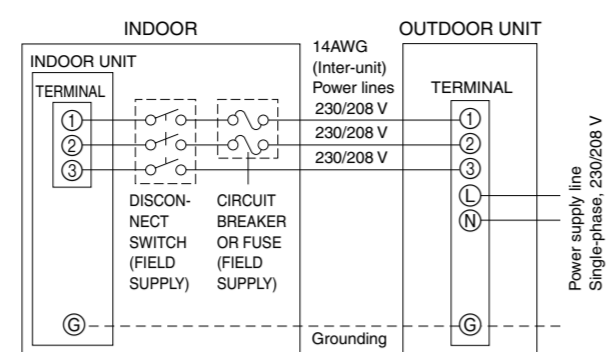 INDOOR
OUTDOOR UNIT
INDOOR UNIT
TERMINAL
1
2
3
G
DISCON-
NECT
SWITCH
(FIELD
SUPPLY)
CIRCUIT
BREAKER
OR FUSE
(FIELD
SUPPLY)
14AWG
(Inter-unit)
Power lines
230/208 V
230/208 V
230/208 V
Grounding
TERMINAL
1
2
3
L
N
G
Power supply line
Single-phase, 230/208 V